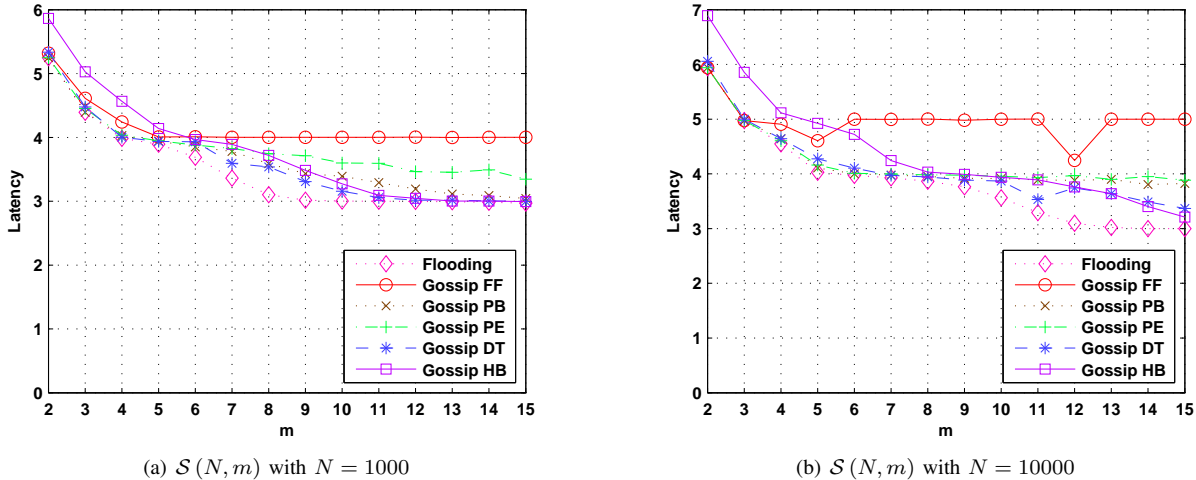 6
5
4
3
2
1
0
Latency
2 3 4 5 6 7 8 9 10 11 12 13 14 15
m
Flooding
Gossip FF
Gossip PB
Gossip PE
Gossip DT
Gossip HB
(a) S (N, m) with N = 1000
7
6
5
4
3
2
1
0
Latency
2 3 4 5 6 7 8 9 10 11 12 13 14 15
m
Flooding
Gossip FF
Gossip PB
Gossip PE
Gossip DT
Gossip HB
(b) S (N, m) with N = 10000